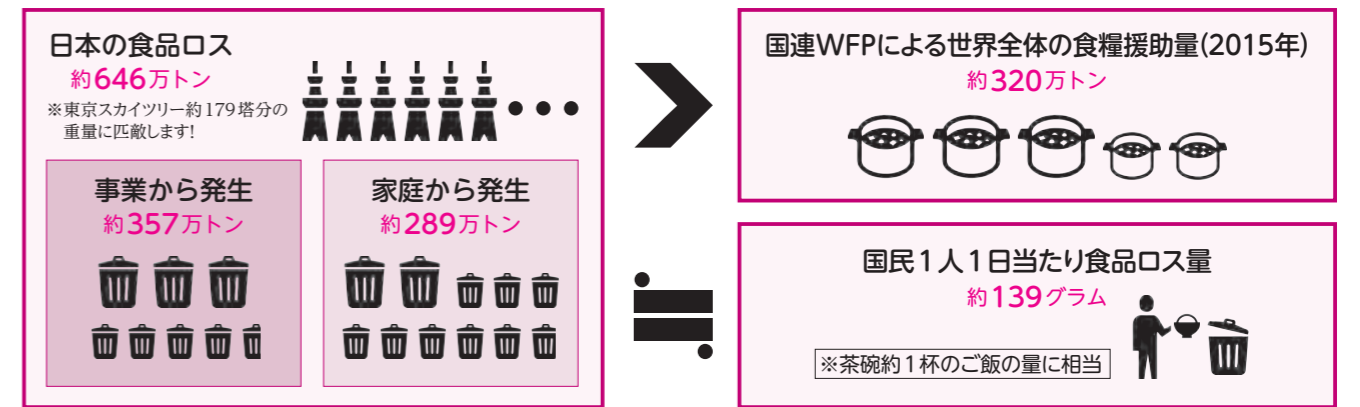 日本の食品ロス
約646万トン
※東京スカイツリー約179塔分の
重量に匹敵します!
事業から発生
約357万トン
家庭から発生
約289万トン
国連WFPによる世界全体の食糧援助量(2015年)
約320万トン
国民1人1日当たり食品ロス量
約139グラム
※茶碗約1杯のご飯の量に相当